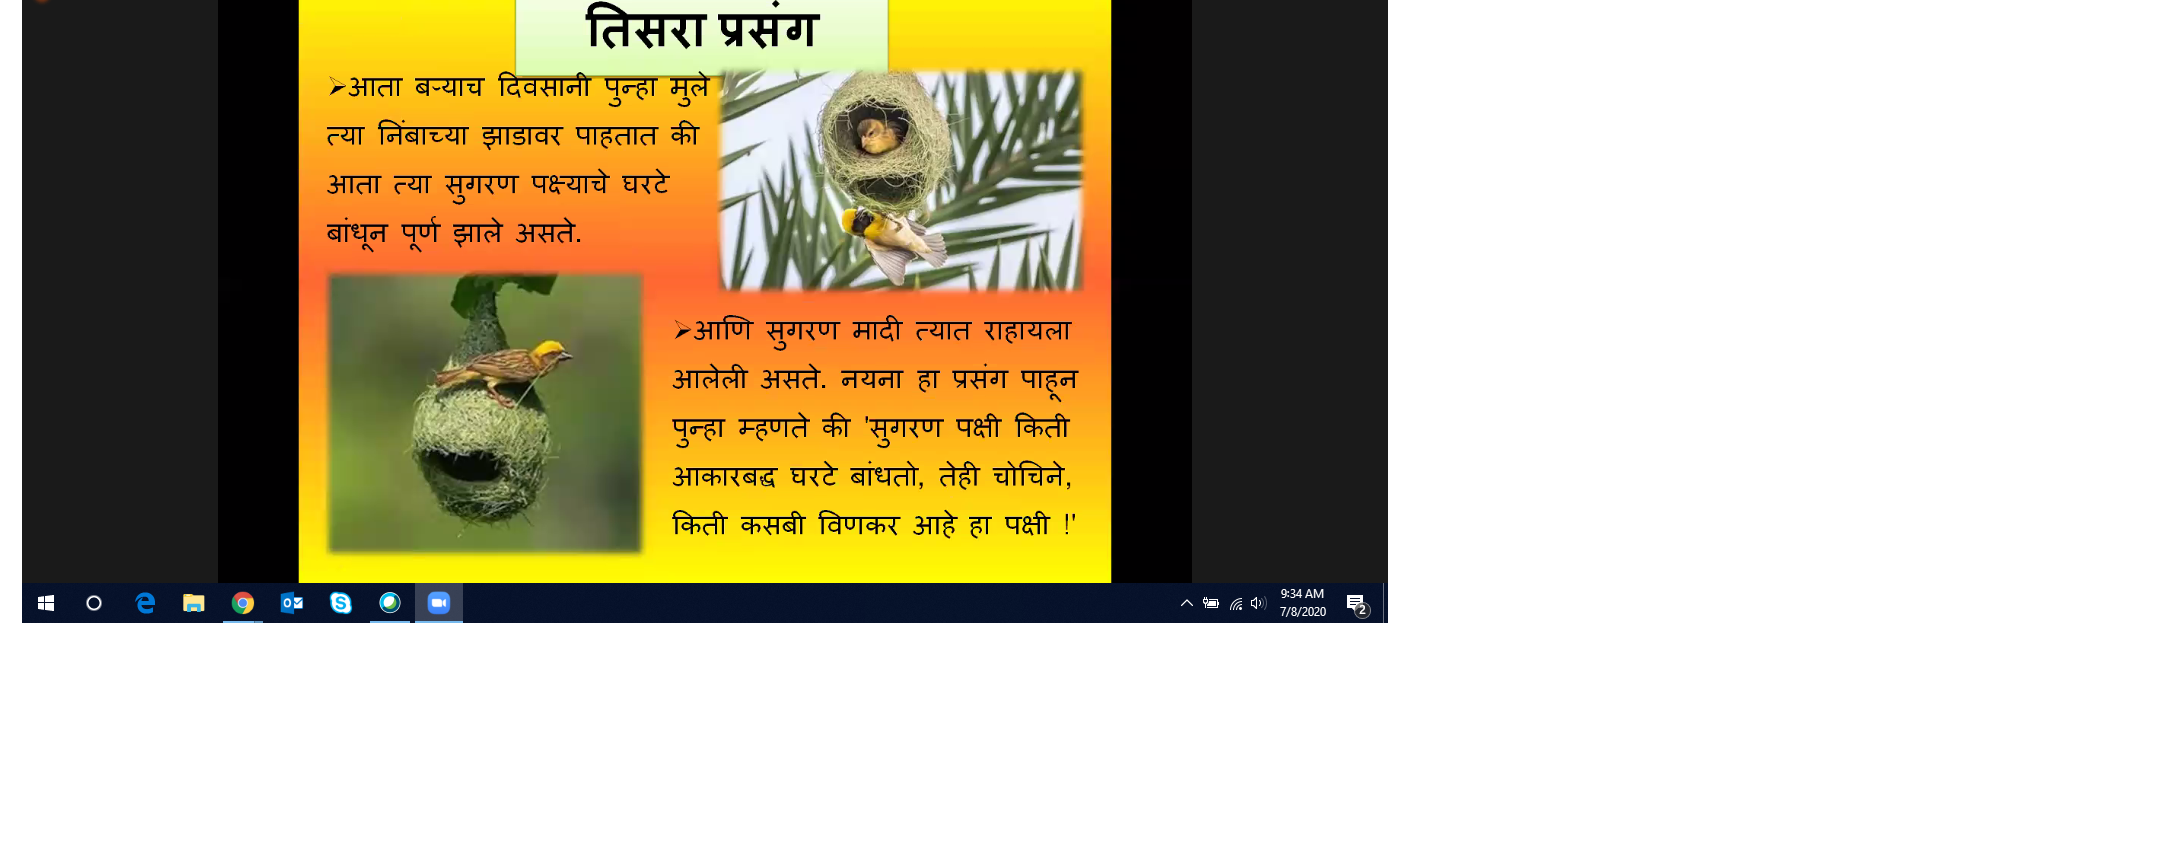 तिसरा प्रसंग
➢आता बऱ्याच दिवसानी पुन्हा मुले
त्या निंबाच्या झाडावर पाहतात की
आता त्या सुगरण पक्ष्याचे घरटे
बांधून पूर्ण झाले असते.
➢आणि सुगरण मादी त्यात राहायला
आलेली असते. नयना हा प्रसंग पाहून
पुन्हा म्हणते की 'सुगरण पक्षी किती
आकारबद्ध घरटे बांधतो, तेही चोचिने,
किती कसबी विणकर आहे हा पक्षी !'
9:34 AM
7/8/2020
2